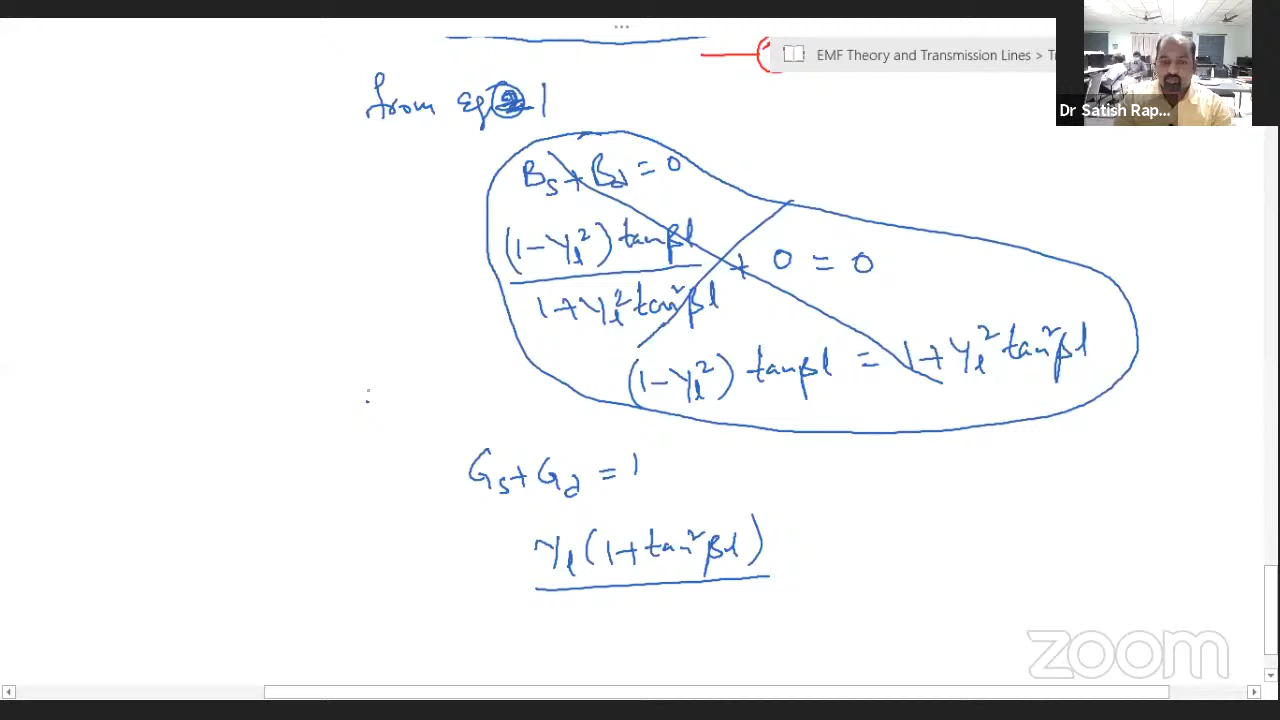 EMF Theory and Transmission Lines > T
Dr Satish Rap...
from eq 1
Bs + Bd = 0
(1 - Yl²) tanβl / 1 + Yl² tan²βl + 0 = 0
(1 - Yl²) tanβl = 1 + Yl² tan²βl
Gs + Gd = 1
Yl (1 + tan²βl)
zoom